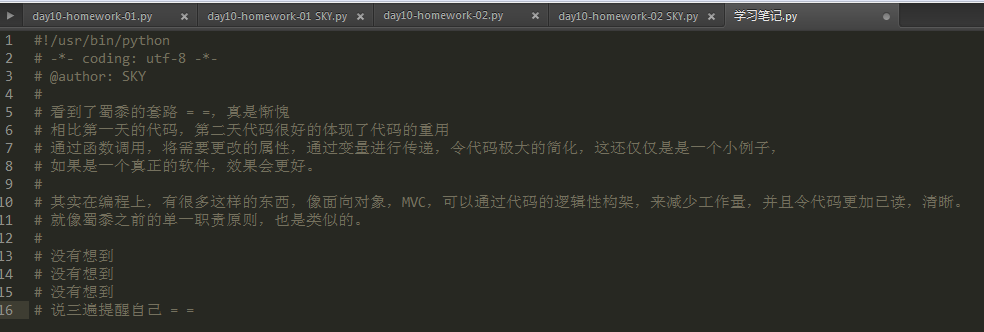 day10-homework-01.py × day10-homework-01 SKY.py × day10-homework-02.py × day10-homework-02 SKY.py × 学习笔记.py
1 #!/usr/bin/python
2 # -*- coding: utf-8 -*-
3 # @author: SKY
4 #
5 # 看到了蜀黍的套路 = =，真是惭愧
6 # 相比第一天的代码，第二天代码很好的体现了代码的重用
7 # 通过函数调用，将需要更改的属性，通过变量进行传递，令代码极大的简化，这还仅仅是是一个小例子，
8 # 如果是一个真正的软件，效果会更好。
9 #
10 # 其实在编程上，有很多这样的东西，像面向对象，MVC，可以通过代码的逻辑性构架，来减少工作量，并且令代码更加已读，清晰。
11 # 就像蜀黍之前的单一职责原则，也是类似的。
12 #
13 # 没有想到
14 # 没有想到
15 # 没有想到
16 # 说三遍提醒自己 = =